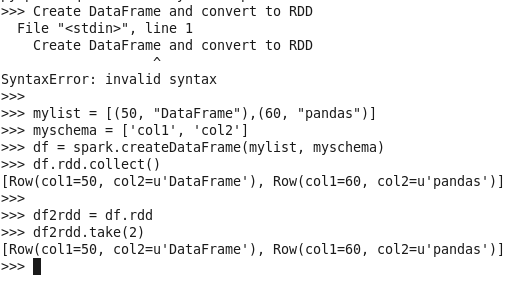 >>> Create DataFrame and convert to RDD
  File "<stdin>", line 1
    Create DataFrame and convert to RDD
                   ^
SyntaxError: invalid syntax
>>>
>>> mylist = [(50, "DataFrame"),(60, "pandas")]
>>> myschema = ['col1', 'col2']
>>> df = spark.createDataFrame(mylist, myschema)
>>> df.rdd.collect()
[Row(col1=50, col2=u'DataFrame'), Row(col1=60, col2=u'pandas')]
>>>
>>> df2rdd = df.rdd
>>> df2rdd.take(2)
[Row(col1=50, col2=u'DataFrame'), Row(col1=60, col2=u'pandas')]
>>>